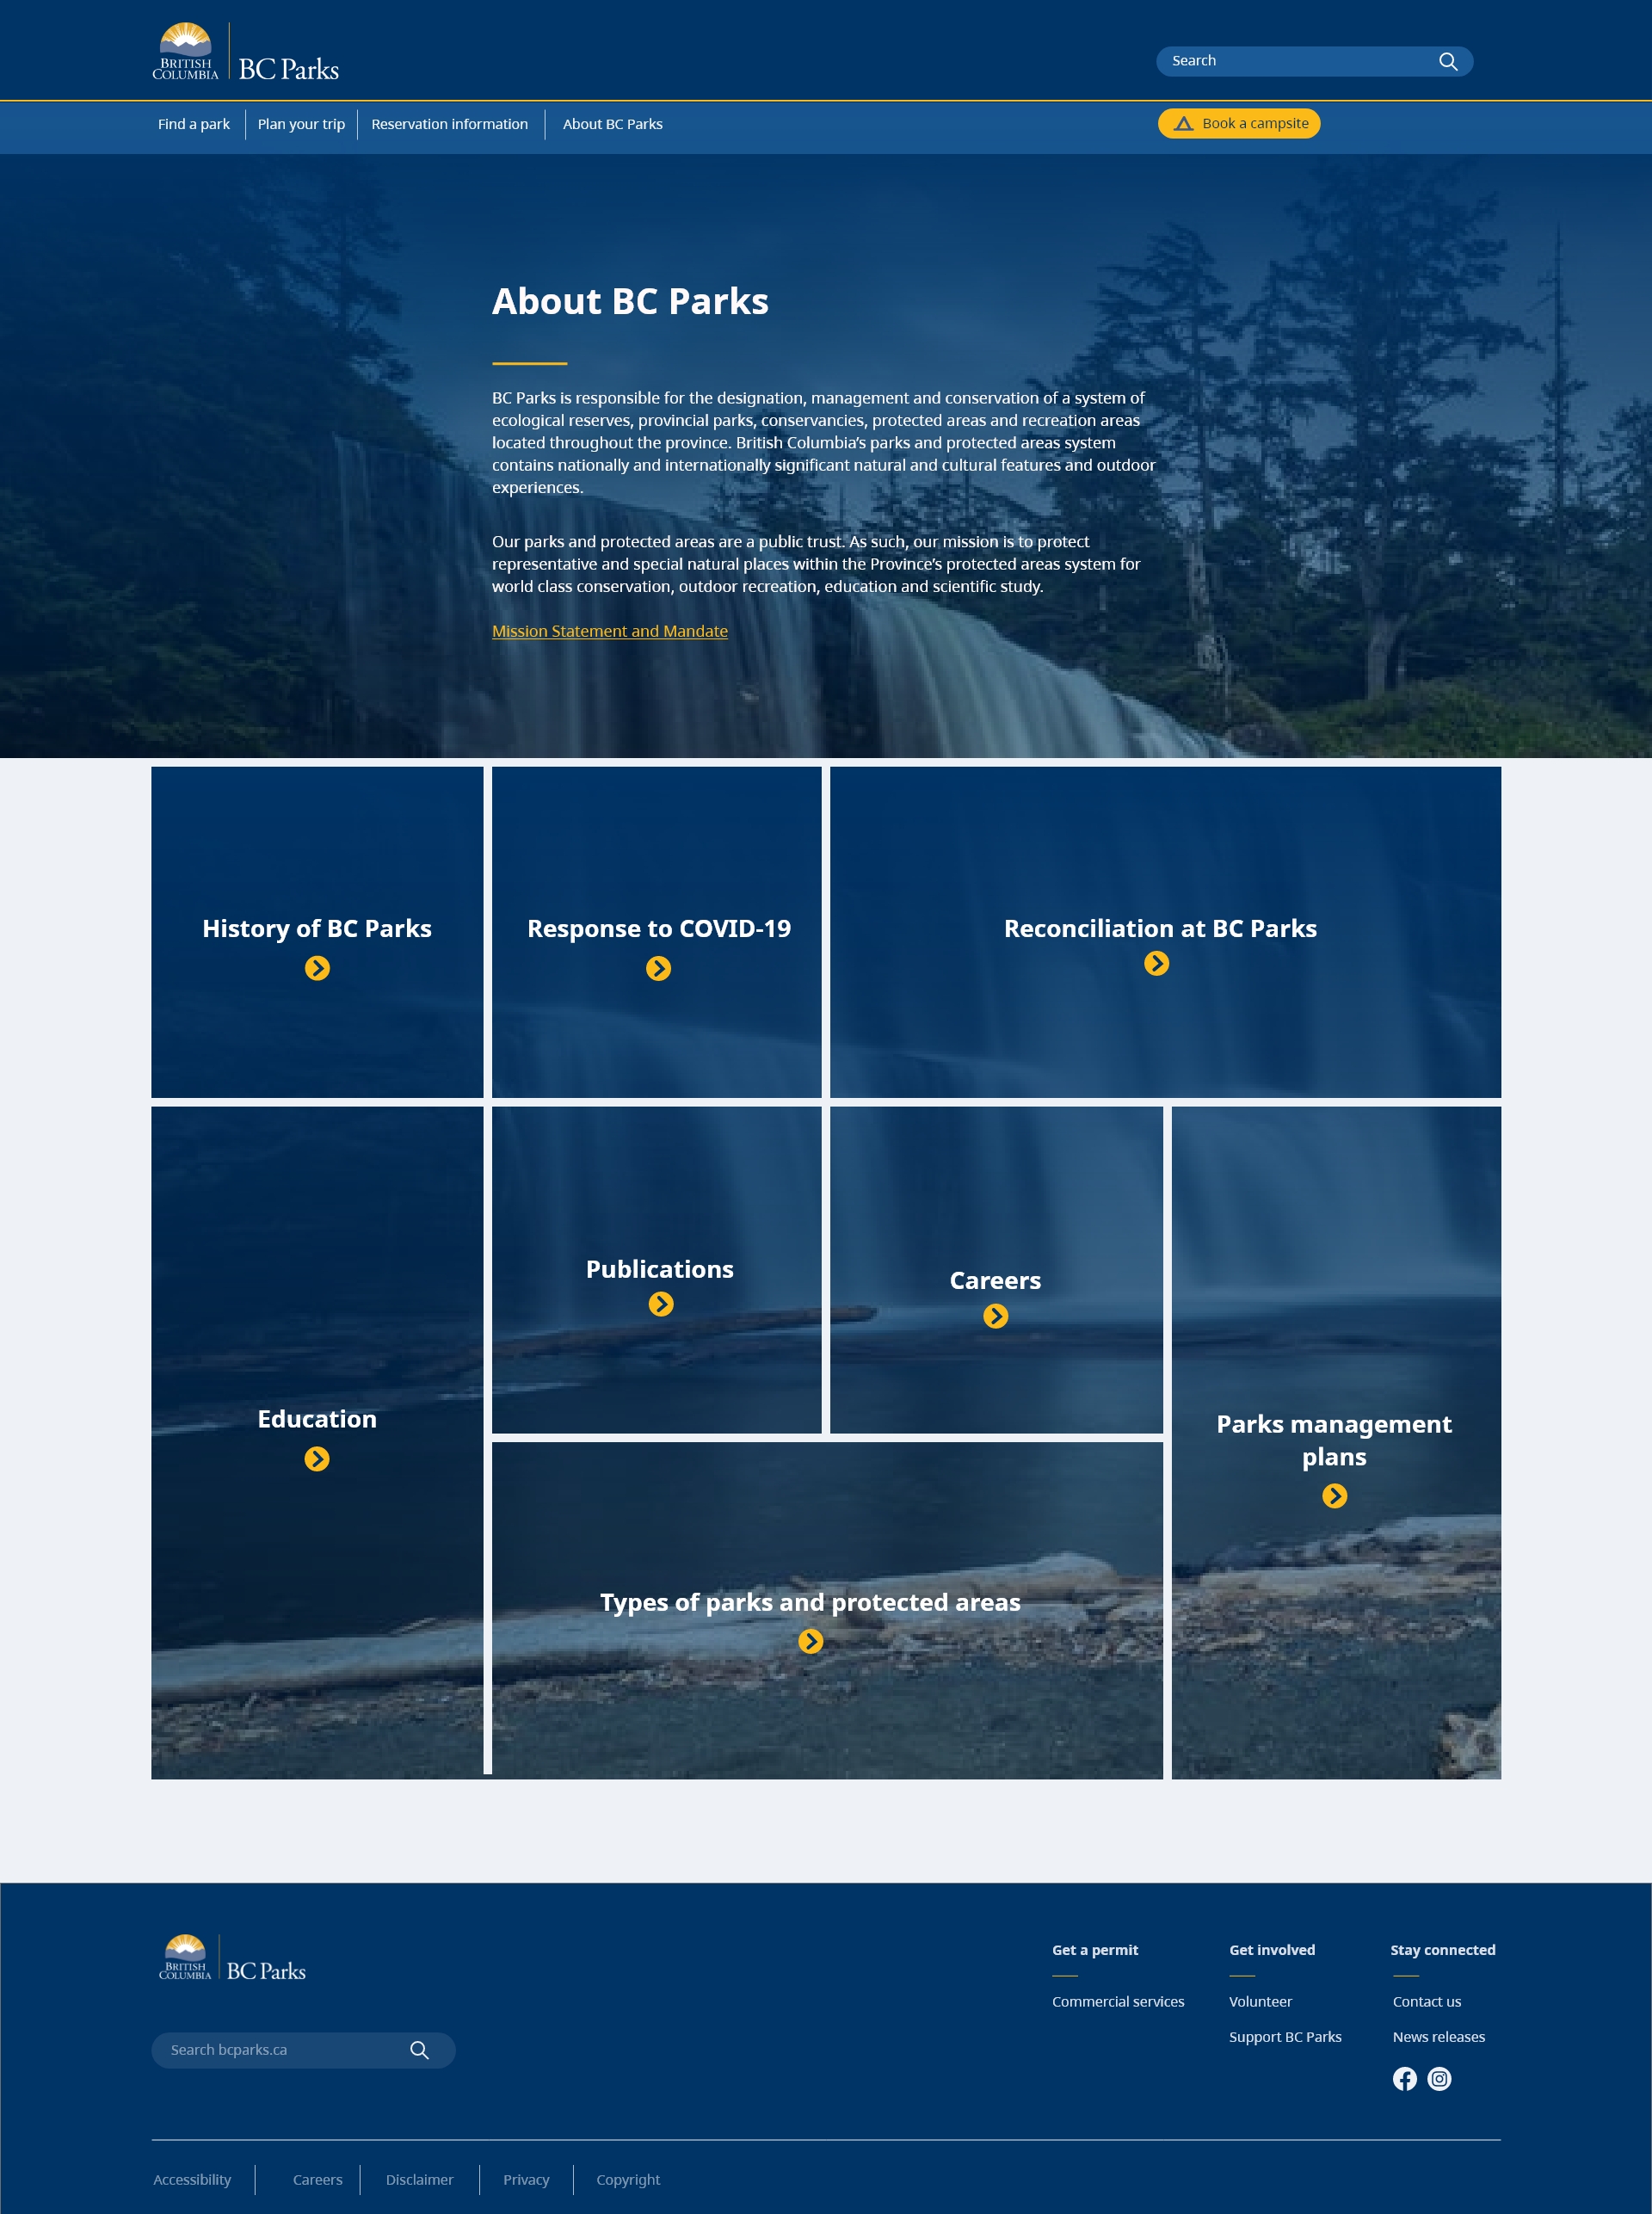 BRITISH
COLUMBIA
BC Parks
Search
Find a park
Plan your trip
Reservation information
About BC Parks
Book a campsite
About BC Parks
BC Parks is responsible for the designation, management and conservation of a system of
ecological reserves, provincial parks, conservancies, protected areas and recreation areas
located throughout the province. British Columbia’s parks and protected areas system
contains nationally and internationally significant natural and cultural features and outdoor
experiences.
Our parks and protected areas are a public trust. As such, our mission is to protect
representative and special natural places within the Province’s protected areas system for
world class conservation, outdoor recreation, education and scientific study.
Mission Statement and Mandate
History of BC Parks
Response to COVID-19
Reconciliation at BC Parks
Education
Publications
Careers
Parks management
plans
Types of parks and protected areas
BRITISH
COLUMBIA
BC Parks
Search bcparks.ca
Get a permit
Commercial services
Get involved
Volunteer
Support BC Parks
Stay connected
Contact us
News releases
Accessibility
Careers
Disclaimer
Privacy
Copyright